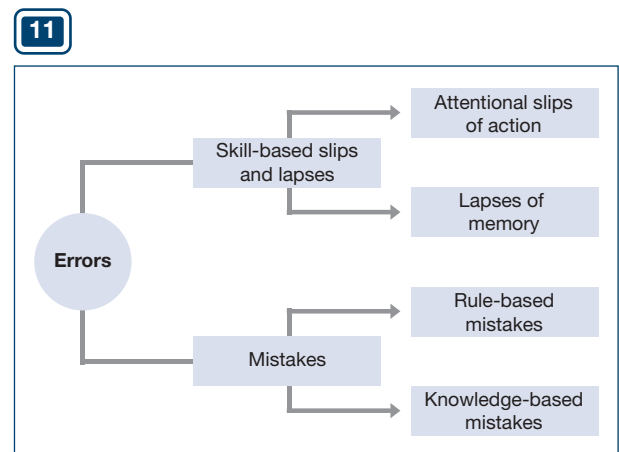 11
Attentional slips
of action
Skill-based slips
and lapses
Lapses of
memory
Errors
Rule-based
mistakes
Mistakes
Knowledge-based
mistakes